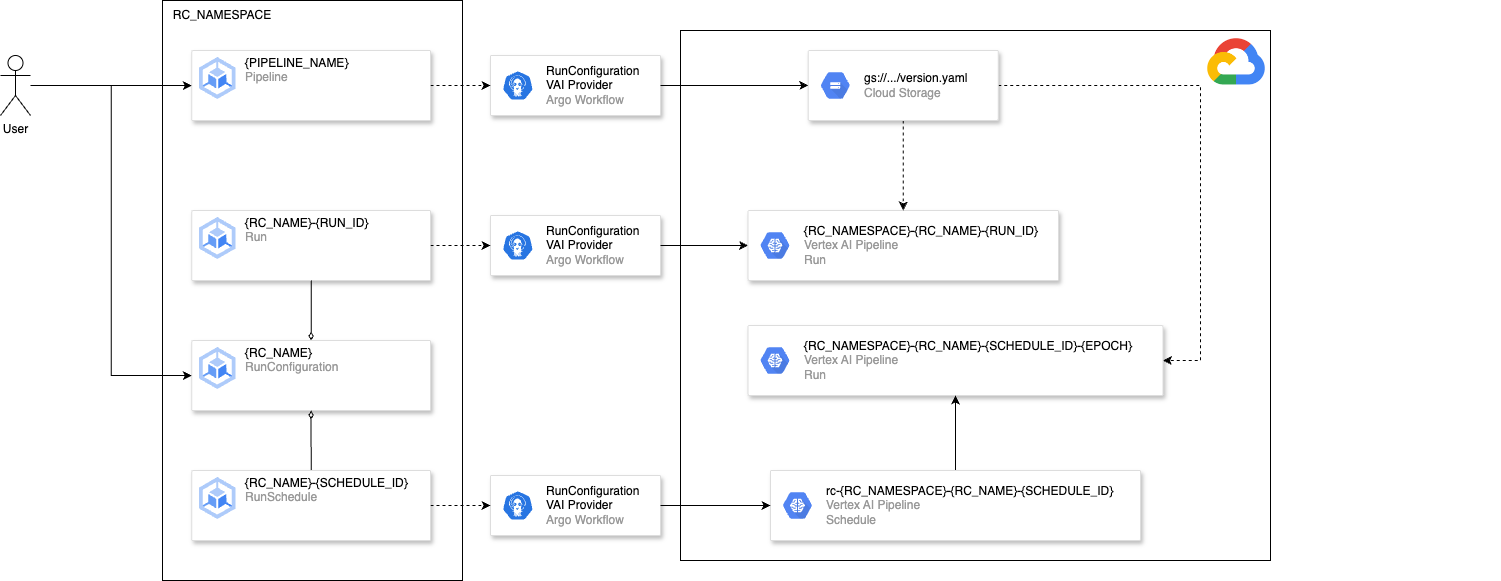 RC_NAMESPACE
User
{PIPELINE_NAME}
Pipeline
RunConfiguration
VAI Provider
Argo Workflow
gs://.../version.yaml
Cloud Storage
{RC_NAME}-{RUN_ID}
Run
RunConfiguration
VAI Provider
Argo Workflow
{RC_NAMESPACE}-{RC_NAME}-{RUN_ID}
Vertex AI Pipeline
Run
{RC_NAME}
RunConfiguration
{RC_NAMESPACE}-{RC_NAME}-{SCHEDULE_ID}-{EPOCH}
Vertex AI Pipeline
Run
{RC_NAME}-{SCHEDULE_ID}
RunSchedule
RunConfiguration
VAI Provider
Argo Workflow
rc-{RC_NAMESPACE}-{RC_NAME}-{SCHEDULE_ID}
Vertex AI Pipeline
Schedule